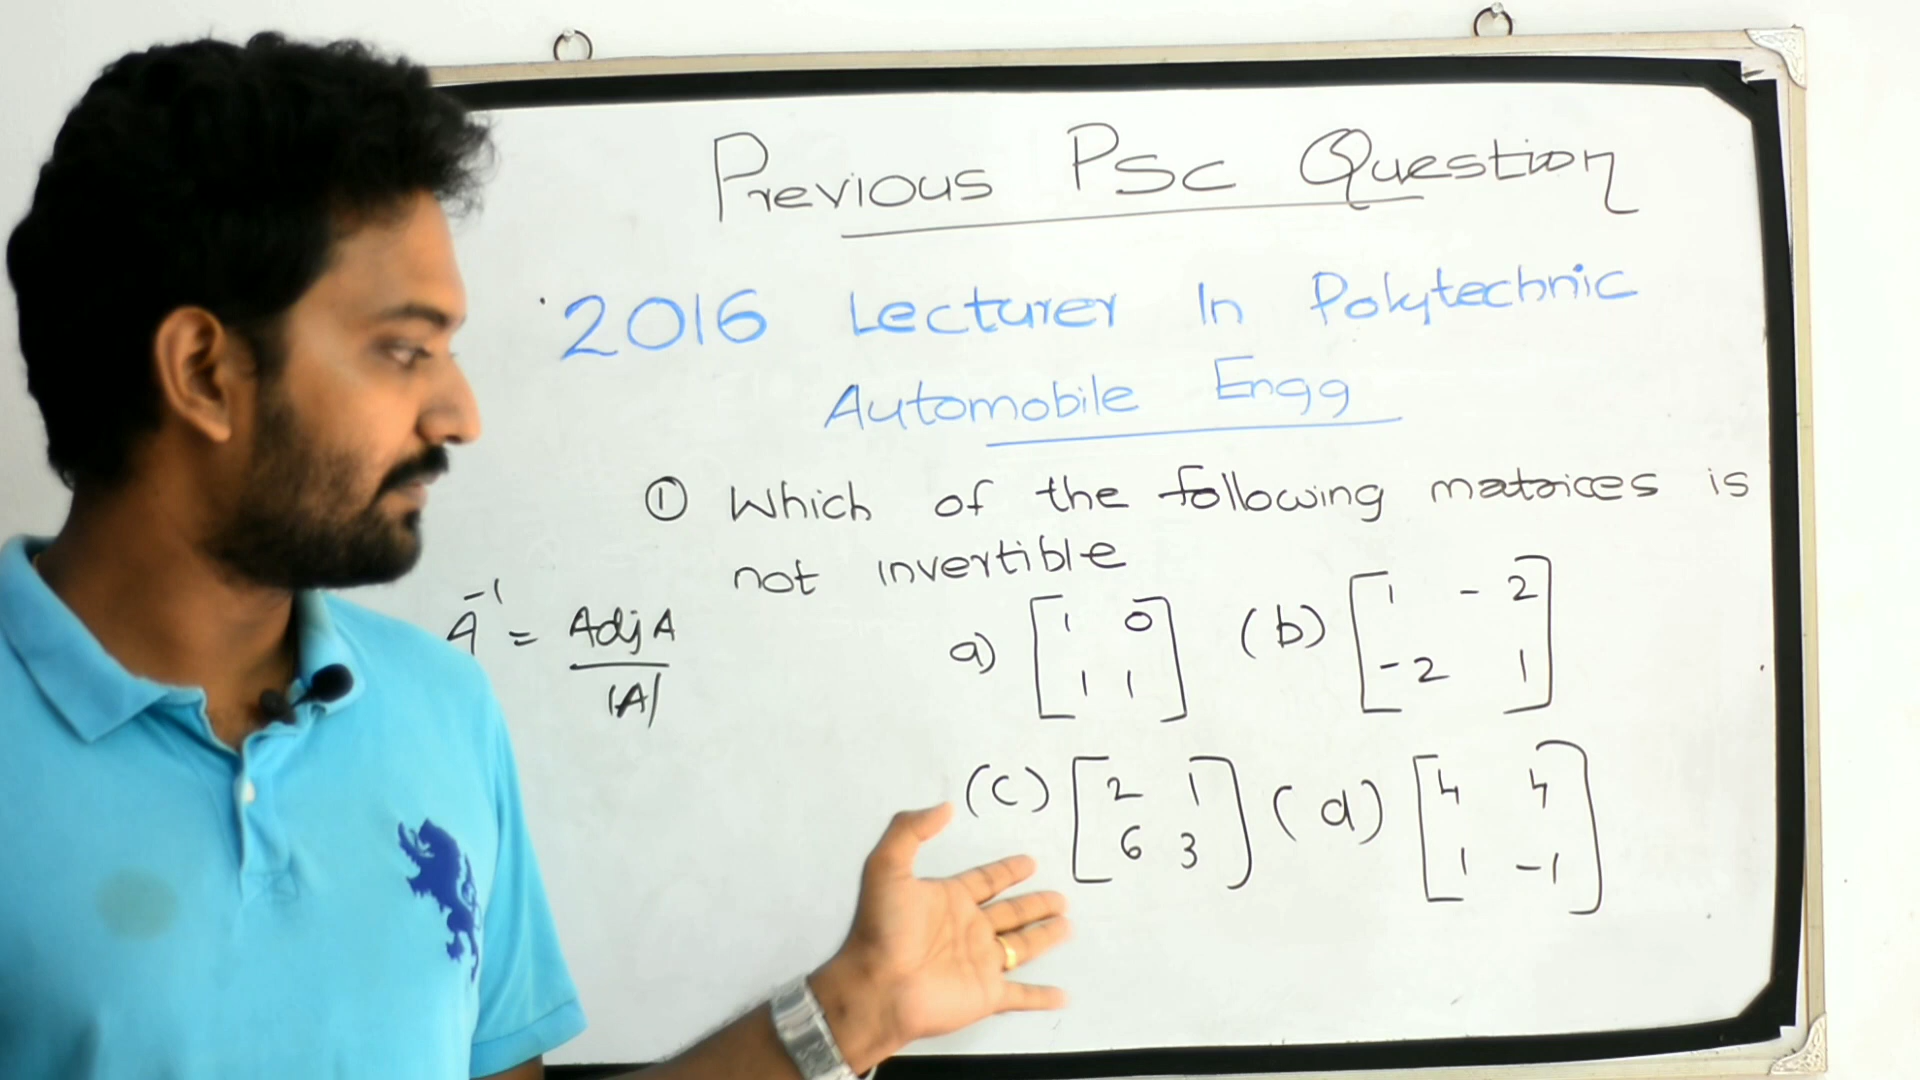 Previous PSC Question
2016 Lecturer In Polytechnic
Automobile Engg
① Which of the following matrices is
not invertible
A⁻¹ = Adj A
|A|
a) [1 0
1 1]
(b) [1 -2
-2 1]
(c) [2 1
6 3]
(d) [4 4
1 -1]